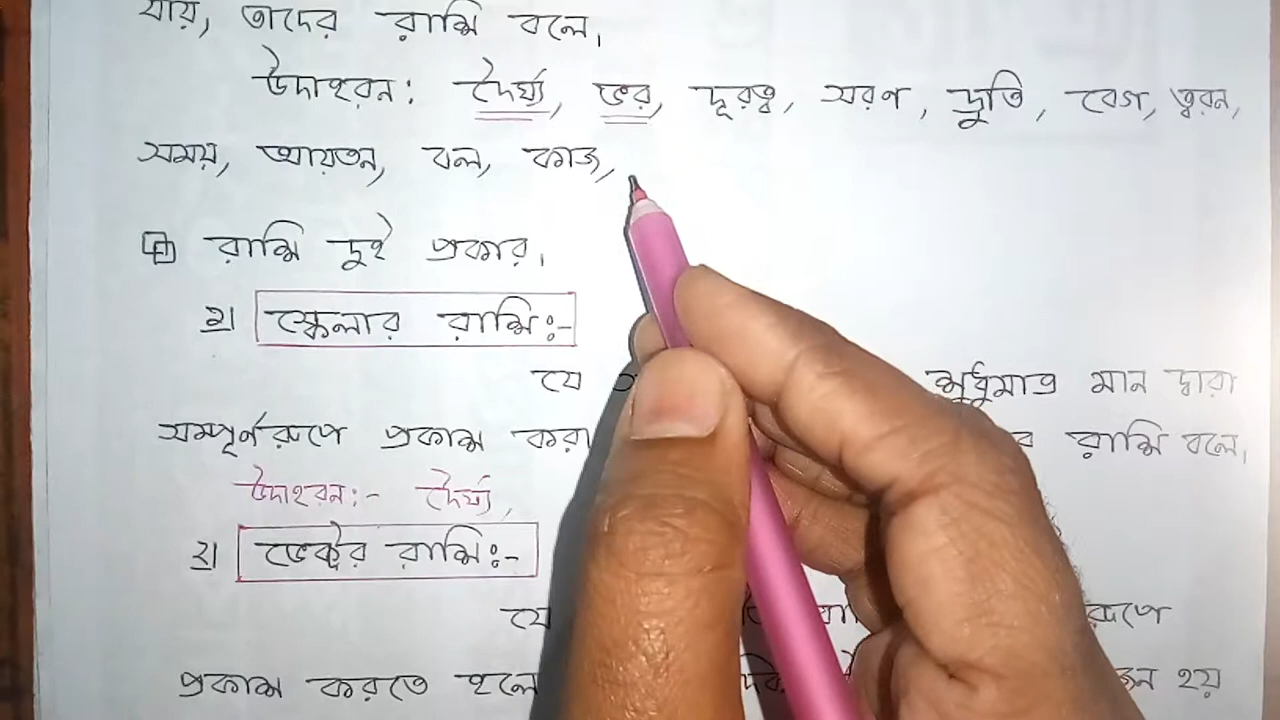 যায়, তাদের রাশি বলে।
উদাহরন: দৈর্ঘ্য, ভর, দূরত্ব, সরণ, দ্রুতি, বেগ, ত্বরন,
সময়, আয়তন, বল, কাজ,
রাশি দুই প্রকার।
১। স্কেলার রাশি:-
যে শুধুমাত্র মান দ্বারা
সম্পূর্ণরুপে প্রকাশ করা রাশি বলে।
উদাহরন:- দৈর্ঘ্য,
২। ভেক্টর রাশি:-
যে
প্রকাশ করতে হলে হয়